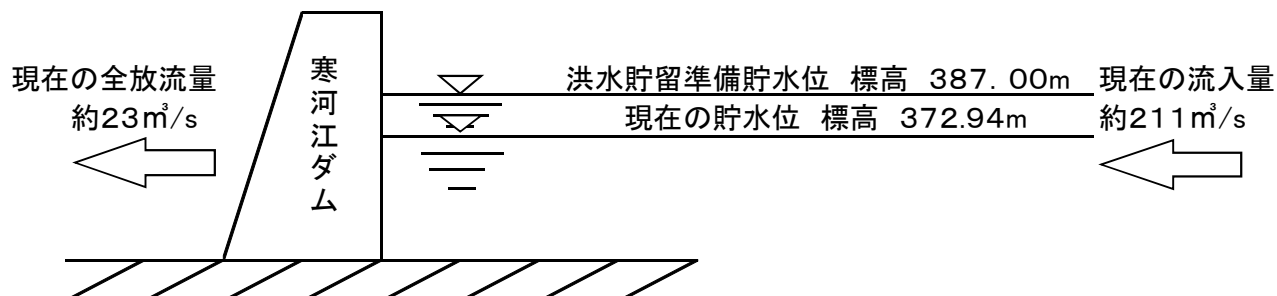 現在の全放流量
約23㎥/s
寒河江ダム
洪水貯留準備貯水位 標高 387.00m
現在の貯水位 標高 372.94m
現在の流入量
約211㎥/s